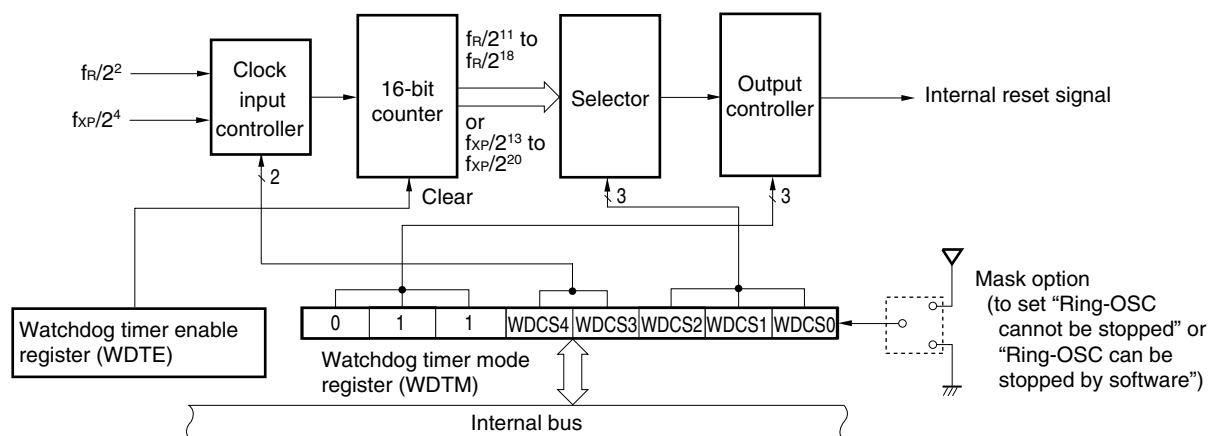 fR/2²
fXP/2⁴
Clock
input
controller
2
16-bit
counter
Clear
fR/2¹¹ to
fR/2¹⁸
or
fXP/2¹³ to
fXP/2²⁰
Selector
3
Output
controller
3
Internal reset signal
Watchdog timer enable
register (WDTE)
0 1 1 WDCS4 WDCS3 WDCS2 WDCS1 WDCS0
Watchdog timer mode
register (WDTM)
Mask option
(to set “Ring-OSC
cannot be stopped” or
“Ring-OSC can be
stopped by software”)
Internal bus